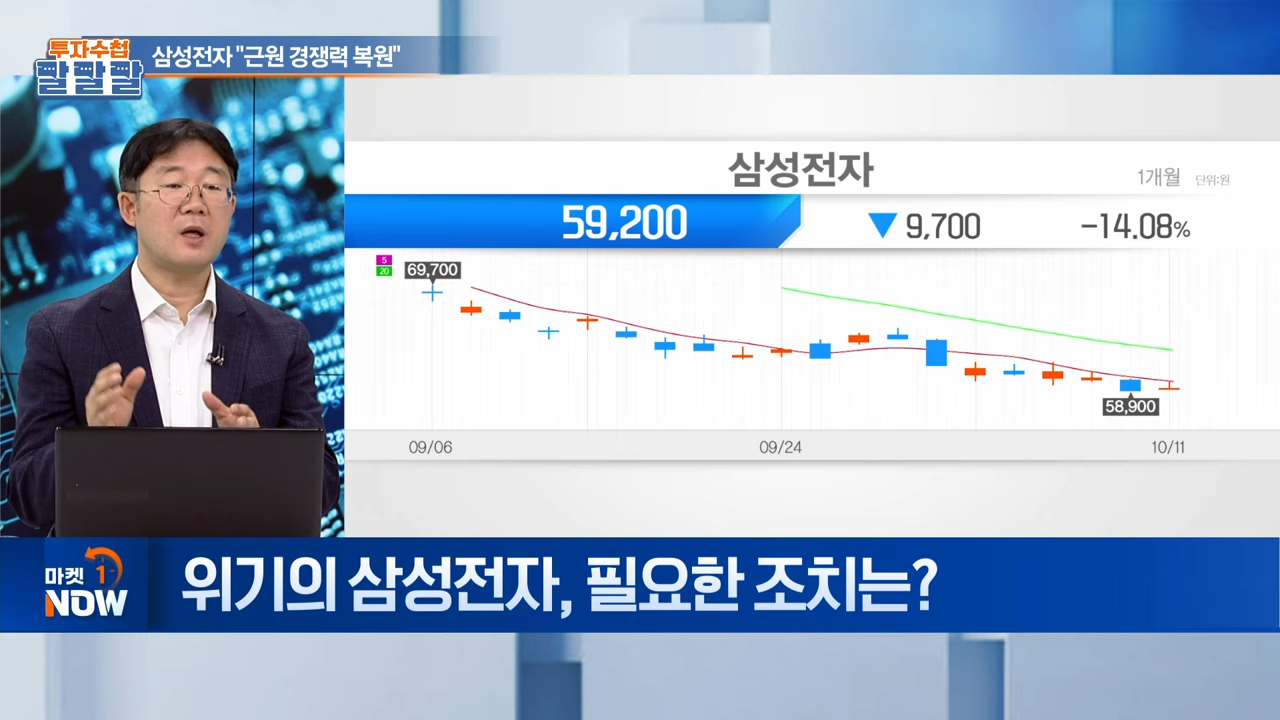 투자수첩
팔팔팔
삼성전자 "근원 경쟁력 복원"
삼성전자
1개월 단위:원
59,200
▼ 9,700
-14.08%
5
20
69,700
58,900
09/06
09/24
10/11
마켓 1
NOW
위기의 삼성전자, 필요한 조치는?